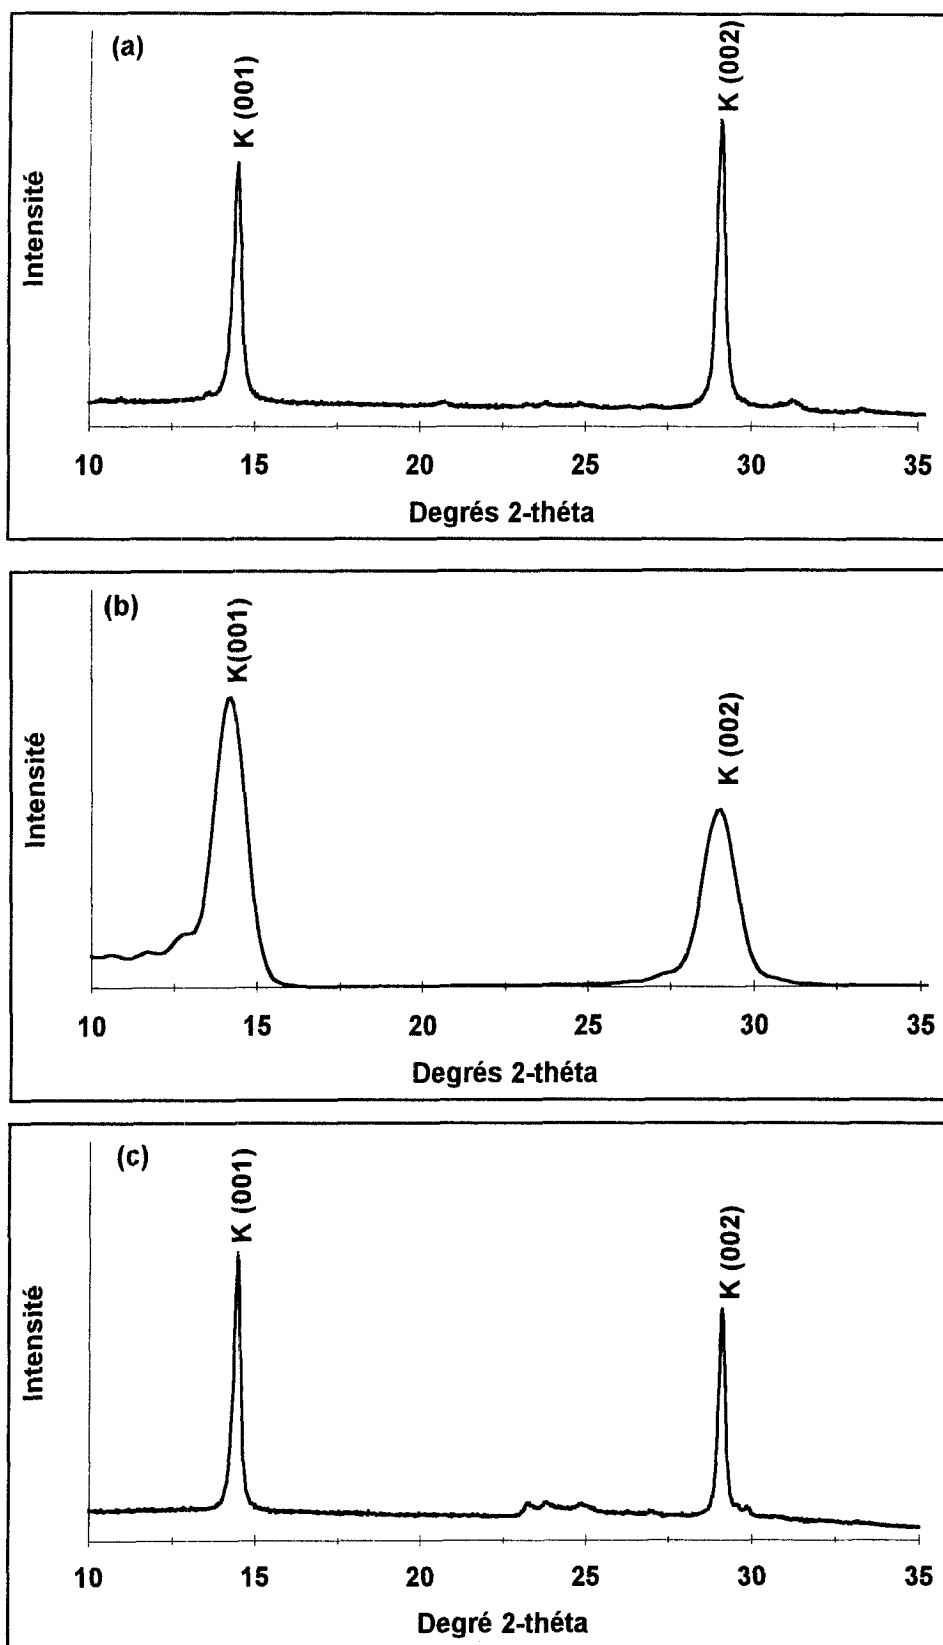 (a)
K (001)
K (002)
Intensité
10 15 20 25 30 35
Degrés 2-théta
(b)
K(001)
K (002)
Intensité
10 15 20 25 30 35
Degrés 2-théta
(c)
K (001)
K (002)
Intensité
10 15 20 25 30 35
Degré 2-théta